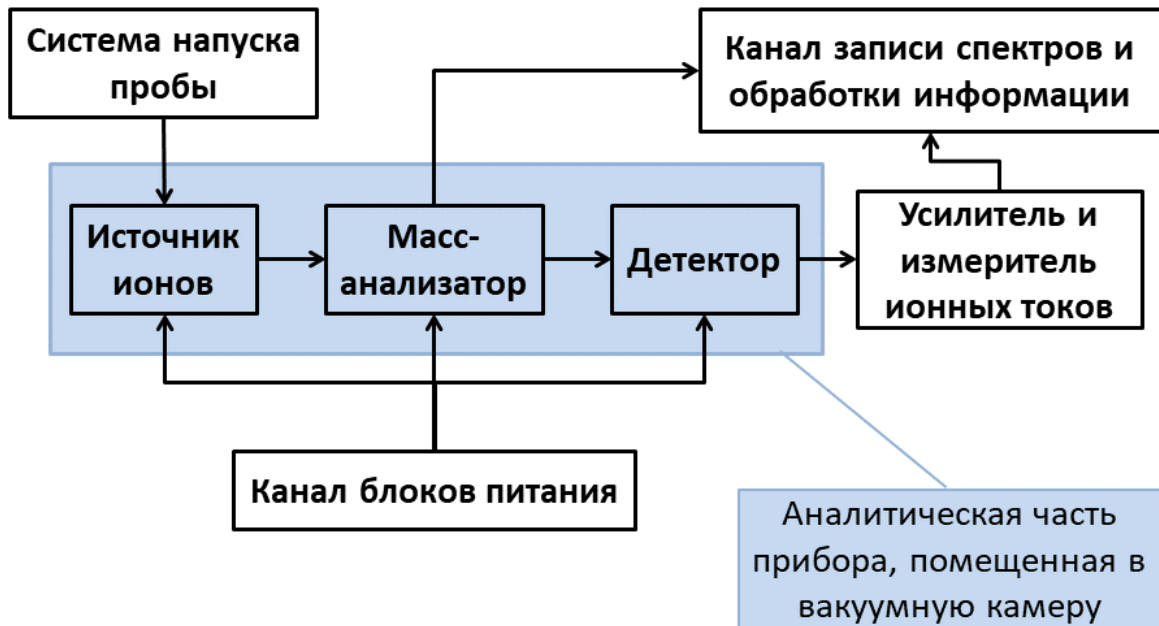 Система напуска
пробы
Канал записи спектров и
обработки информации
Источник
ионов
Масс-
анализатор
Детектор
Усилитель и
измеритель
ионных токов
Канал блоков питания
Аналитическая часть
прибора, помещенная в
вакуумную камеру